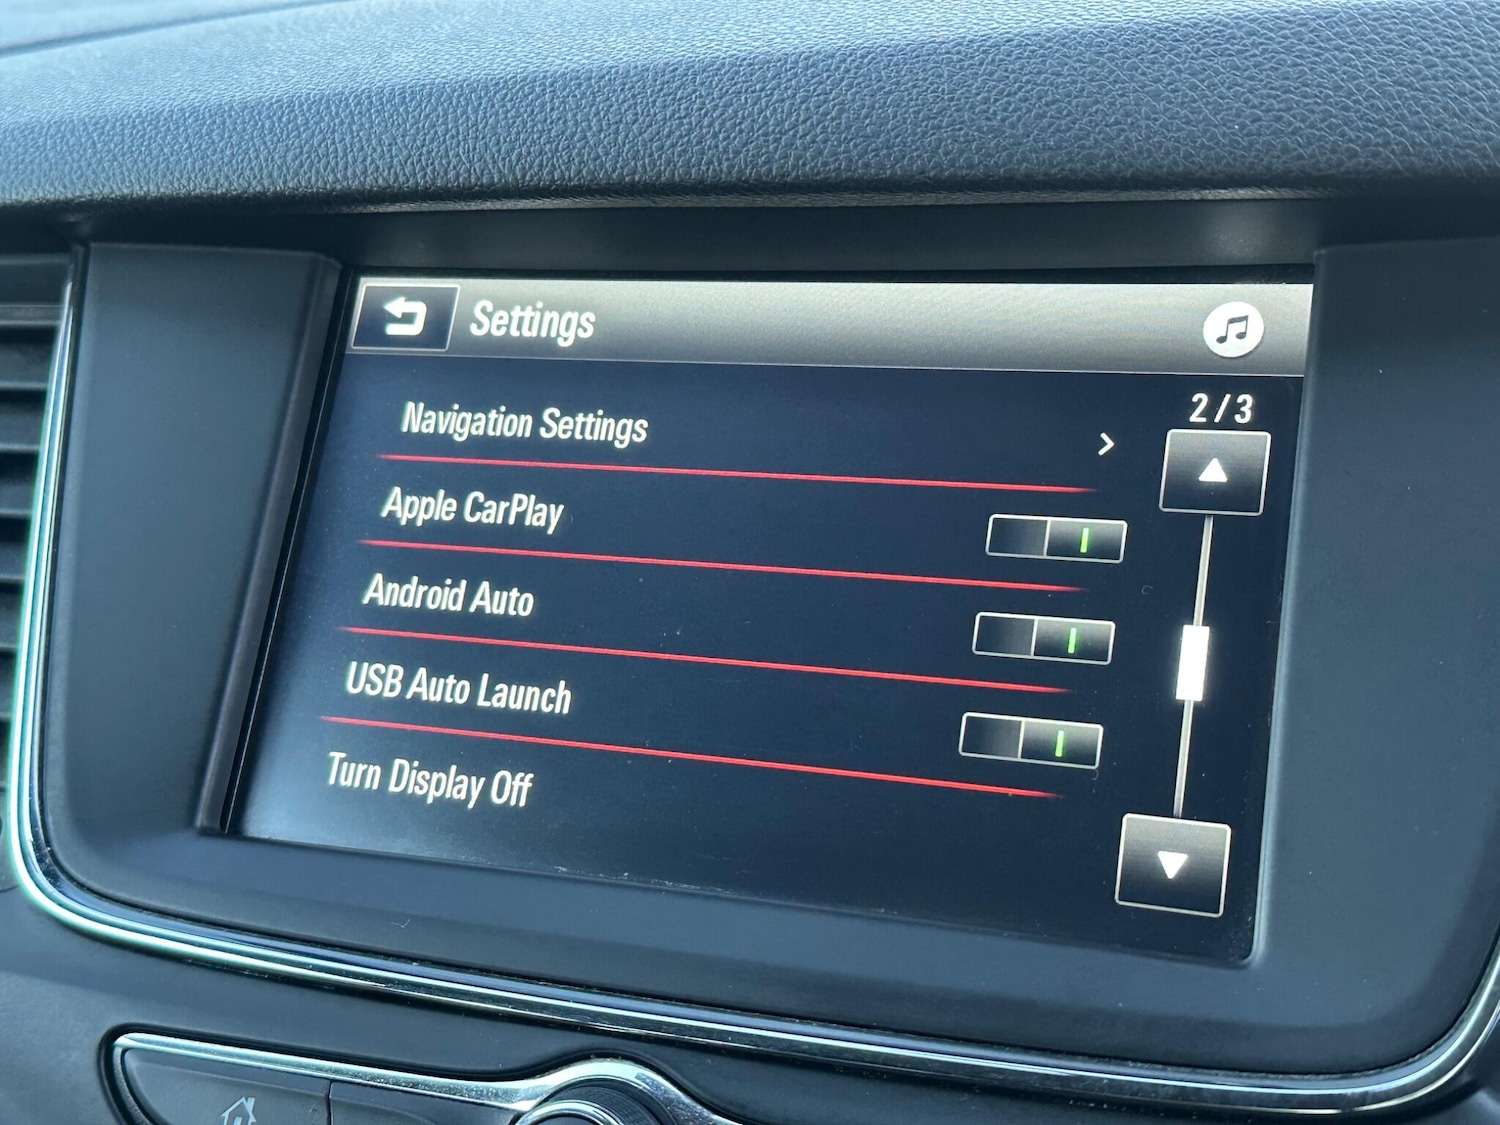 Settings
2/3
Navigation Settings
Apple CarPlay
Android Auto
USB Auto Launch
Turn Display Off